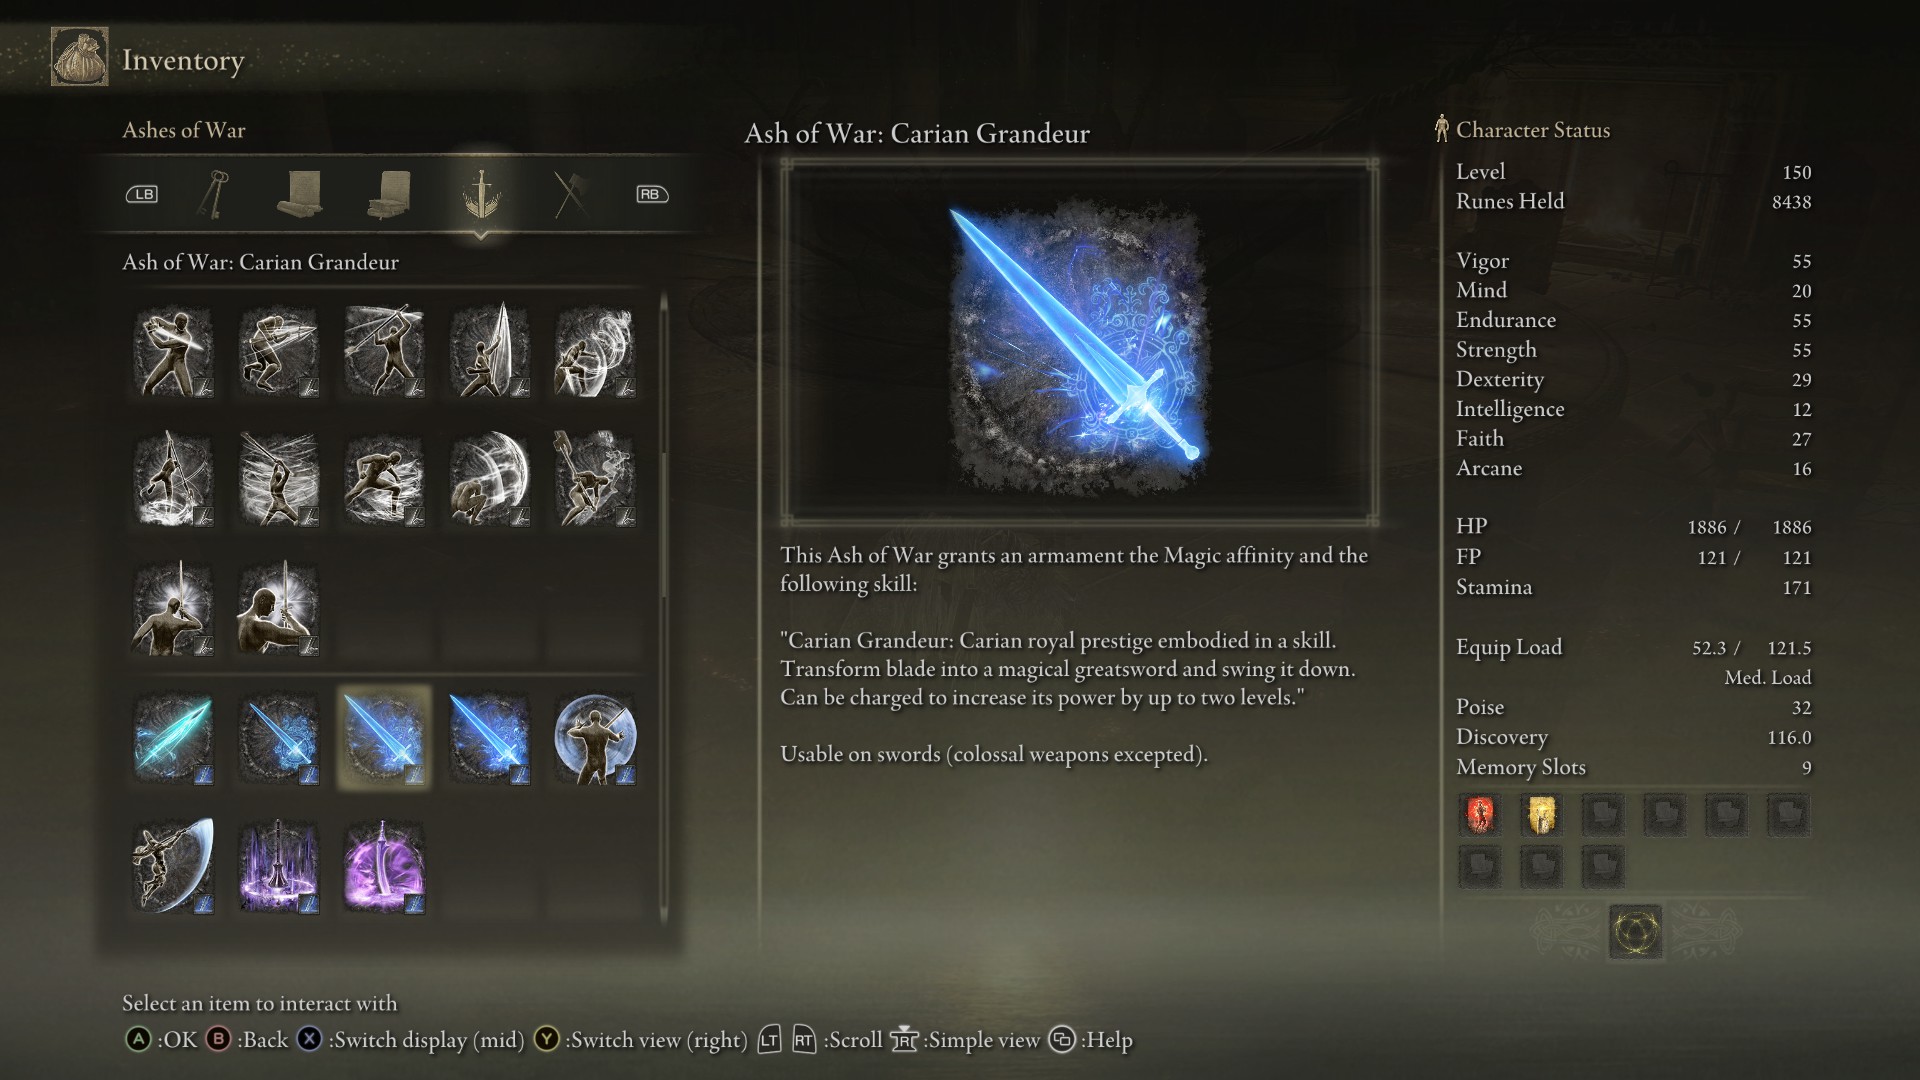 Inventory
Ashes of War
LB
RB
Ash of War: Carian Grandeur
Ash of War: Carian Grandeur
This Ash of War grants an armament the Magic affinity and the
following skill:
"Carian Grandeur: Carian royal prestige embodied in a skill.
Transform blade into a magical greatsword and swing it down.
Can be charged to increase its power by up to two levels."
Usable on swords (colossal weapons excepted).
Character Status
Level 150
Runes Held 8438
Vigor 55
Mind 20
Endurance 55
Strength 55
Dexterity 29
Intelligence 12
Faith 27
Arcane 16
HP 1886 / 1886
FP 121 / 121
Stamina 171
Equip Load 52.3 / 121.5
Med. Load
Poise 32
Discovery 116.0
Memory Slots 9
Select an item to interact with
A :OK B :Back X :Switch display (mid) Y :Switch view (right) LT RT :Scroll R :Simple view :Help